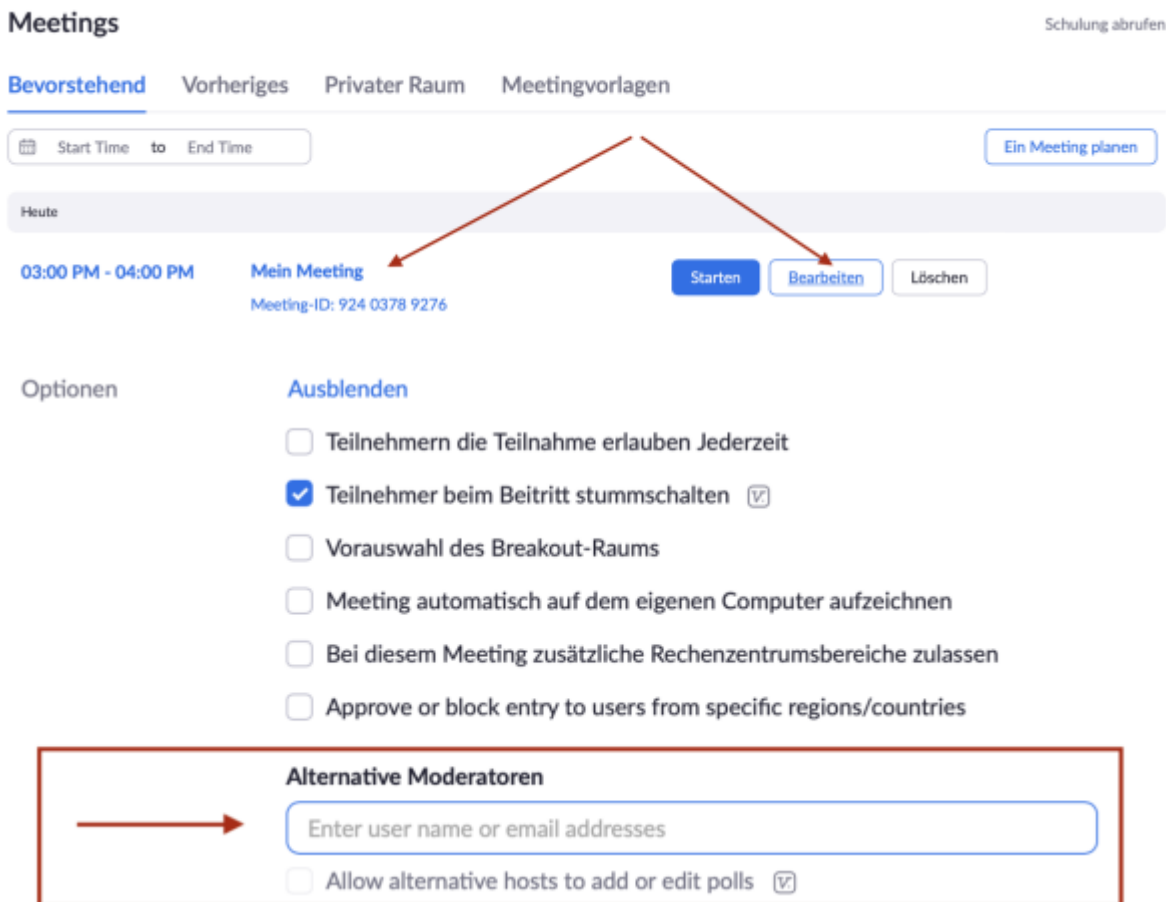 Meetings
Schulung abrufen
Bevorstehend Vorheriges Privater Raum Meetingvorlagen
Start Time to End Time
Ein Meeting planen
Heute
03:00 PM - 04:00 PM Mein Meeting Starten Bearbeiten Löschen
Meeting-ID: 924 0378 9276
Optionen Ausblenden
Teilnehmern die Teilnahme erlauben Jederzeit
Teilnehmer beim Beitritt stummschalten
Vorauswahl des Breakout-Raums
Meeting automatisch auf dem eigenen Computer aufzeichnen
Bei diesem Meeting zusätzliche Rechenzentrumsbereiche zulassen
Approve or block entry to users from specific regions/countries
Alternative Moderatoren
Enter user name or email addresses
Allow alternative hosts to add or edit polls